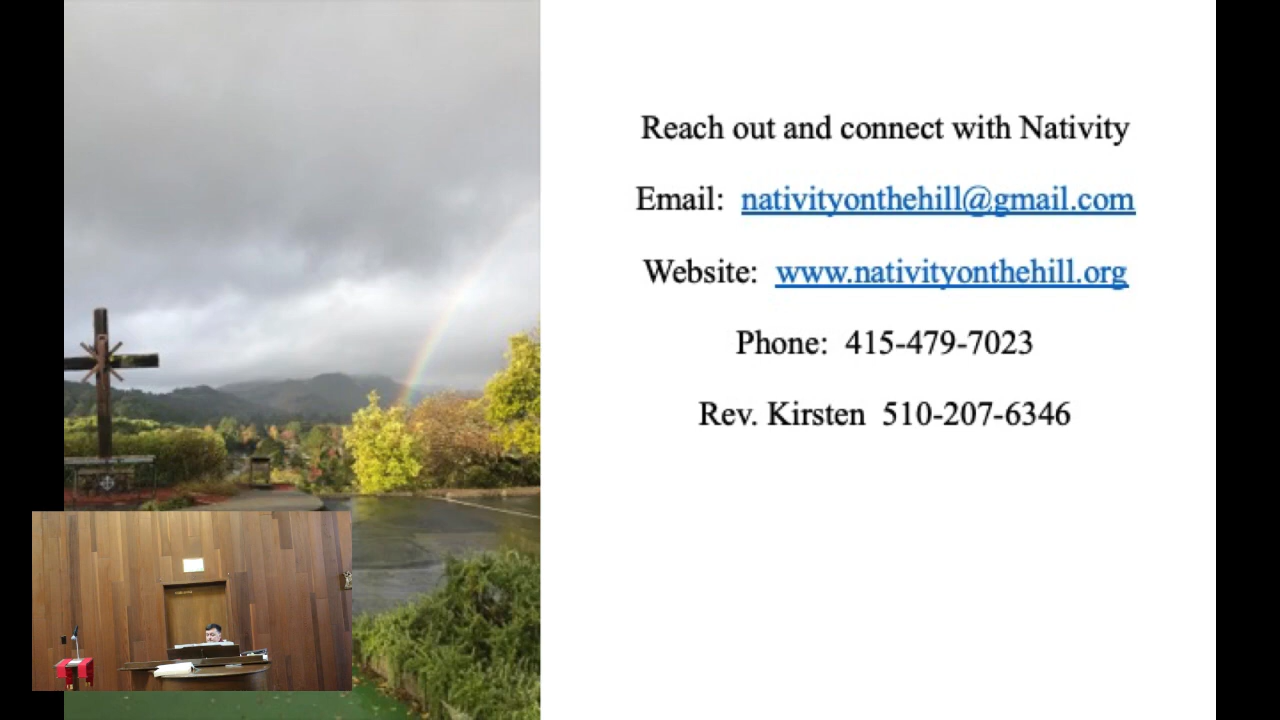 Reach out and connect with Nativity
Email: nativityonthehill@gmail.com
Website: www.nativityonthehill.org
Phone: 415-479-7023
Rev. Kirsten 510-207-6346